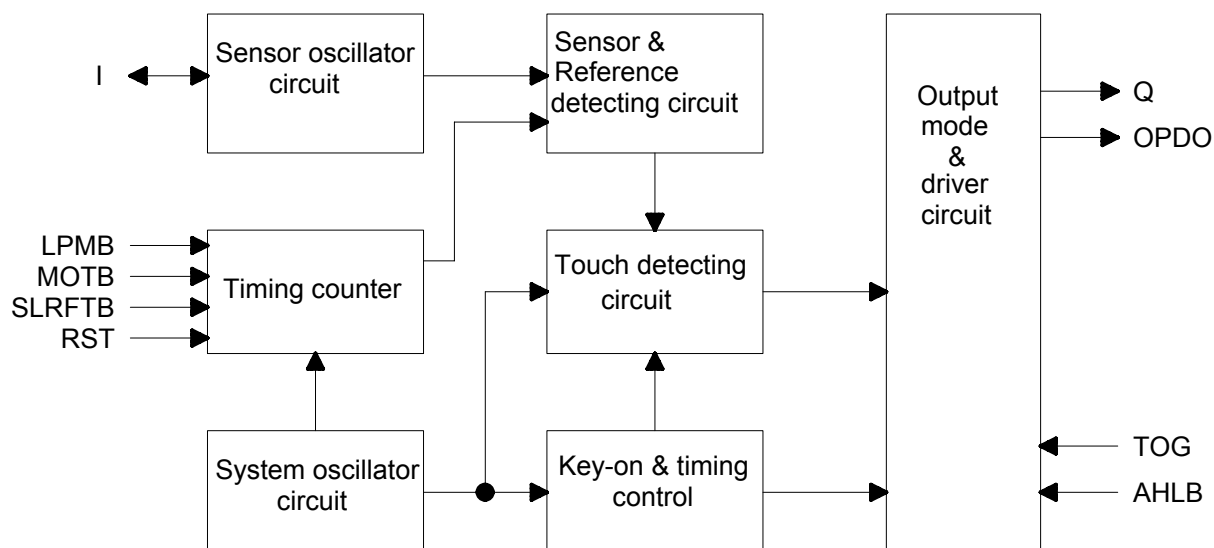 I
Sensor oscillator
circuit
Sensor &
Reference
detecting circuit
Output
mode
&
driver
circuit
Q
OPDO
LPMB
MOTB
SLRFTB
RST
Timing counter
Touch detecting
circuit
System oscillator
circuit
Key-on & timing
control
TOG
AHLB